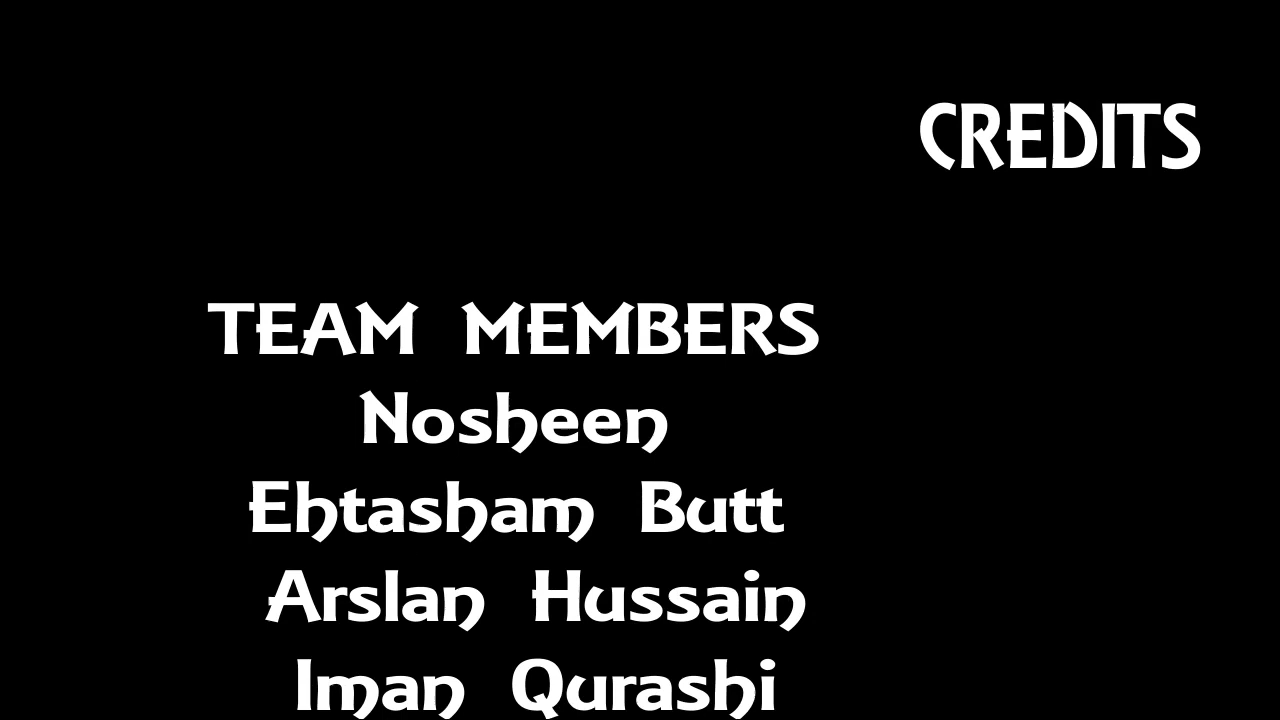 CREDITS
TEAM MEMBERS
Nosheen
Ehtasham Butt
Arslan Hussain
Iman Qurashi